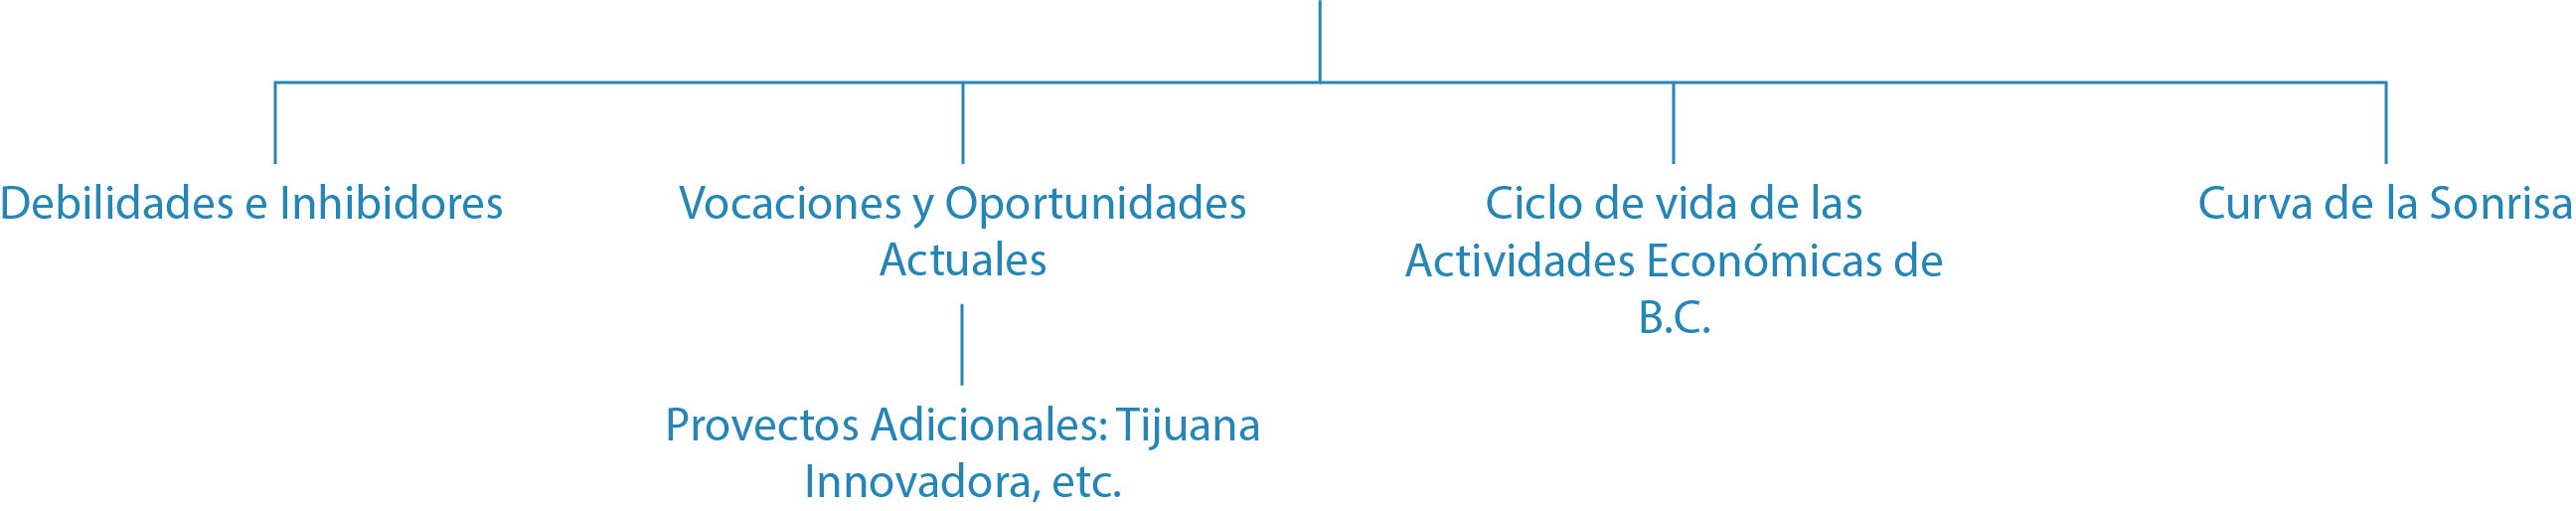 Debilidades e Inhibidores
Vocaciones y Oportunidades
Actuales
Provectos Adicionales: Tijuana
Innovadora, etc.
Ciclo de vida de las
Actividades Económicas de
B.C.
Curva de la Sonrisa